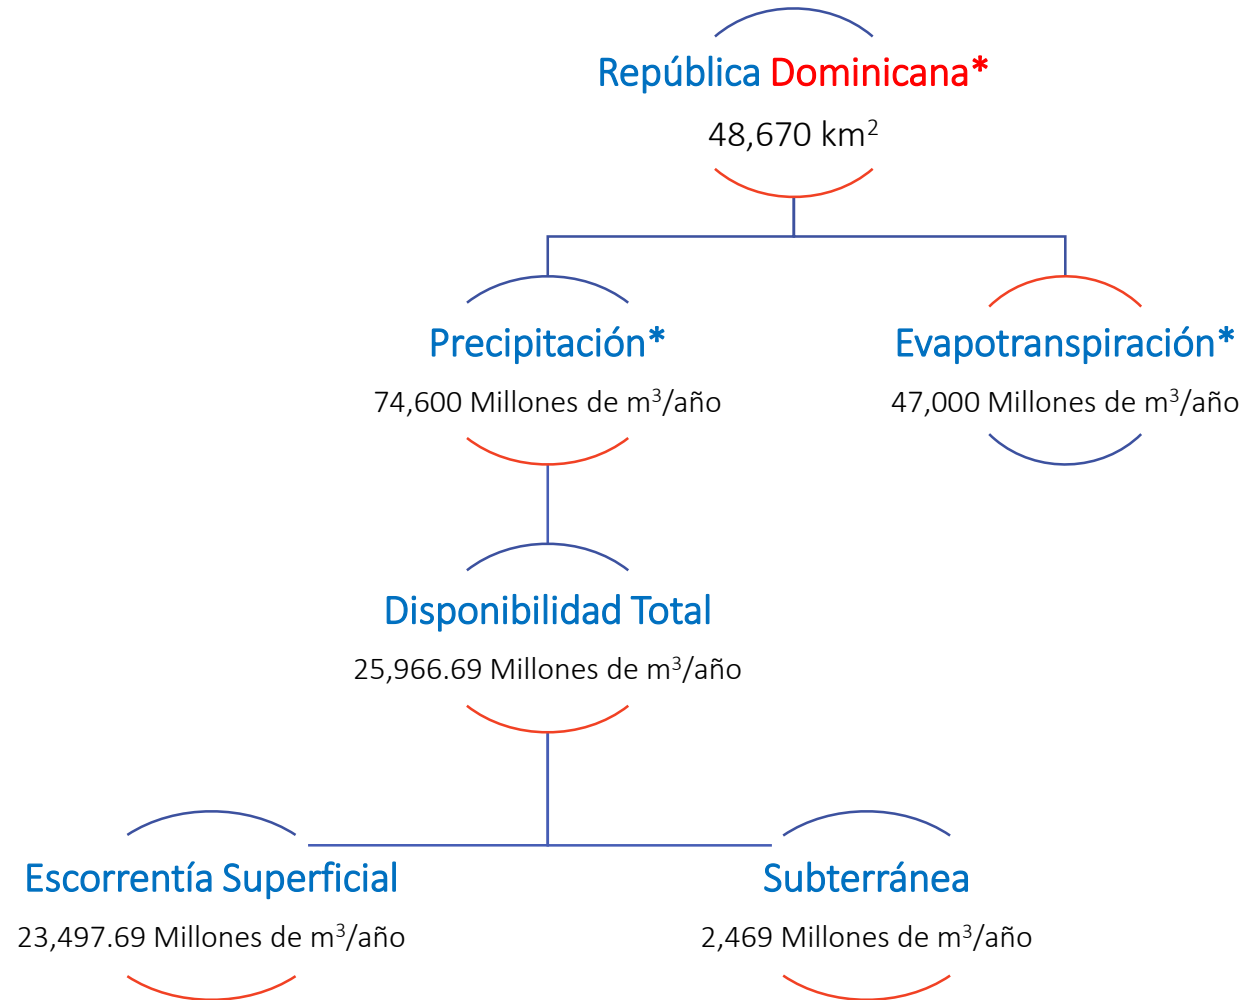 República Dominicana*
48,670 km²
Precipitación*
74,600 Millones de m³/año
Evapotranspiración*
47,000 Millones de m³/año
Disponibilidad Total
25,966.69 Millones de m³/año
Escorrentía Superficial
23,497.69 Millones de m³/año
Subterránea
2,469 Millones de m³/año